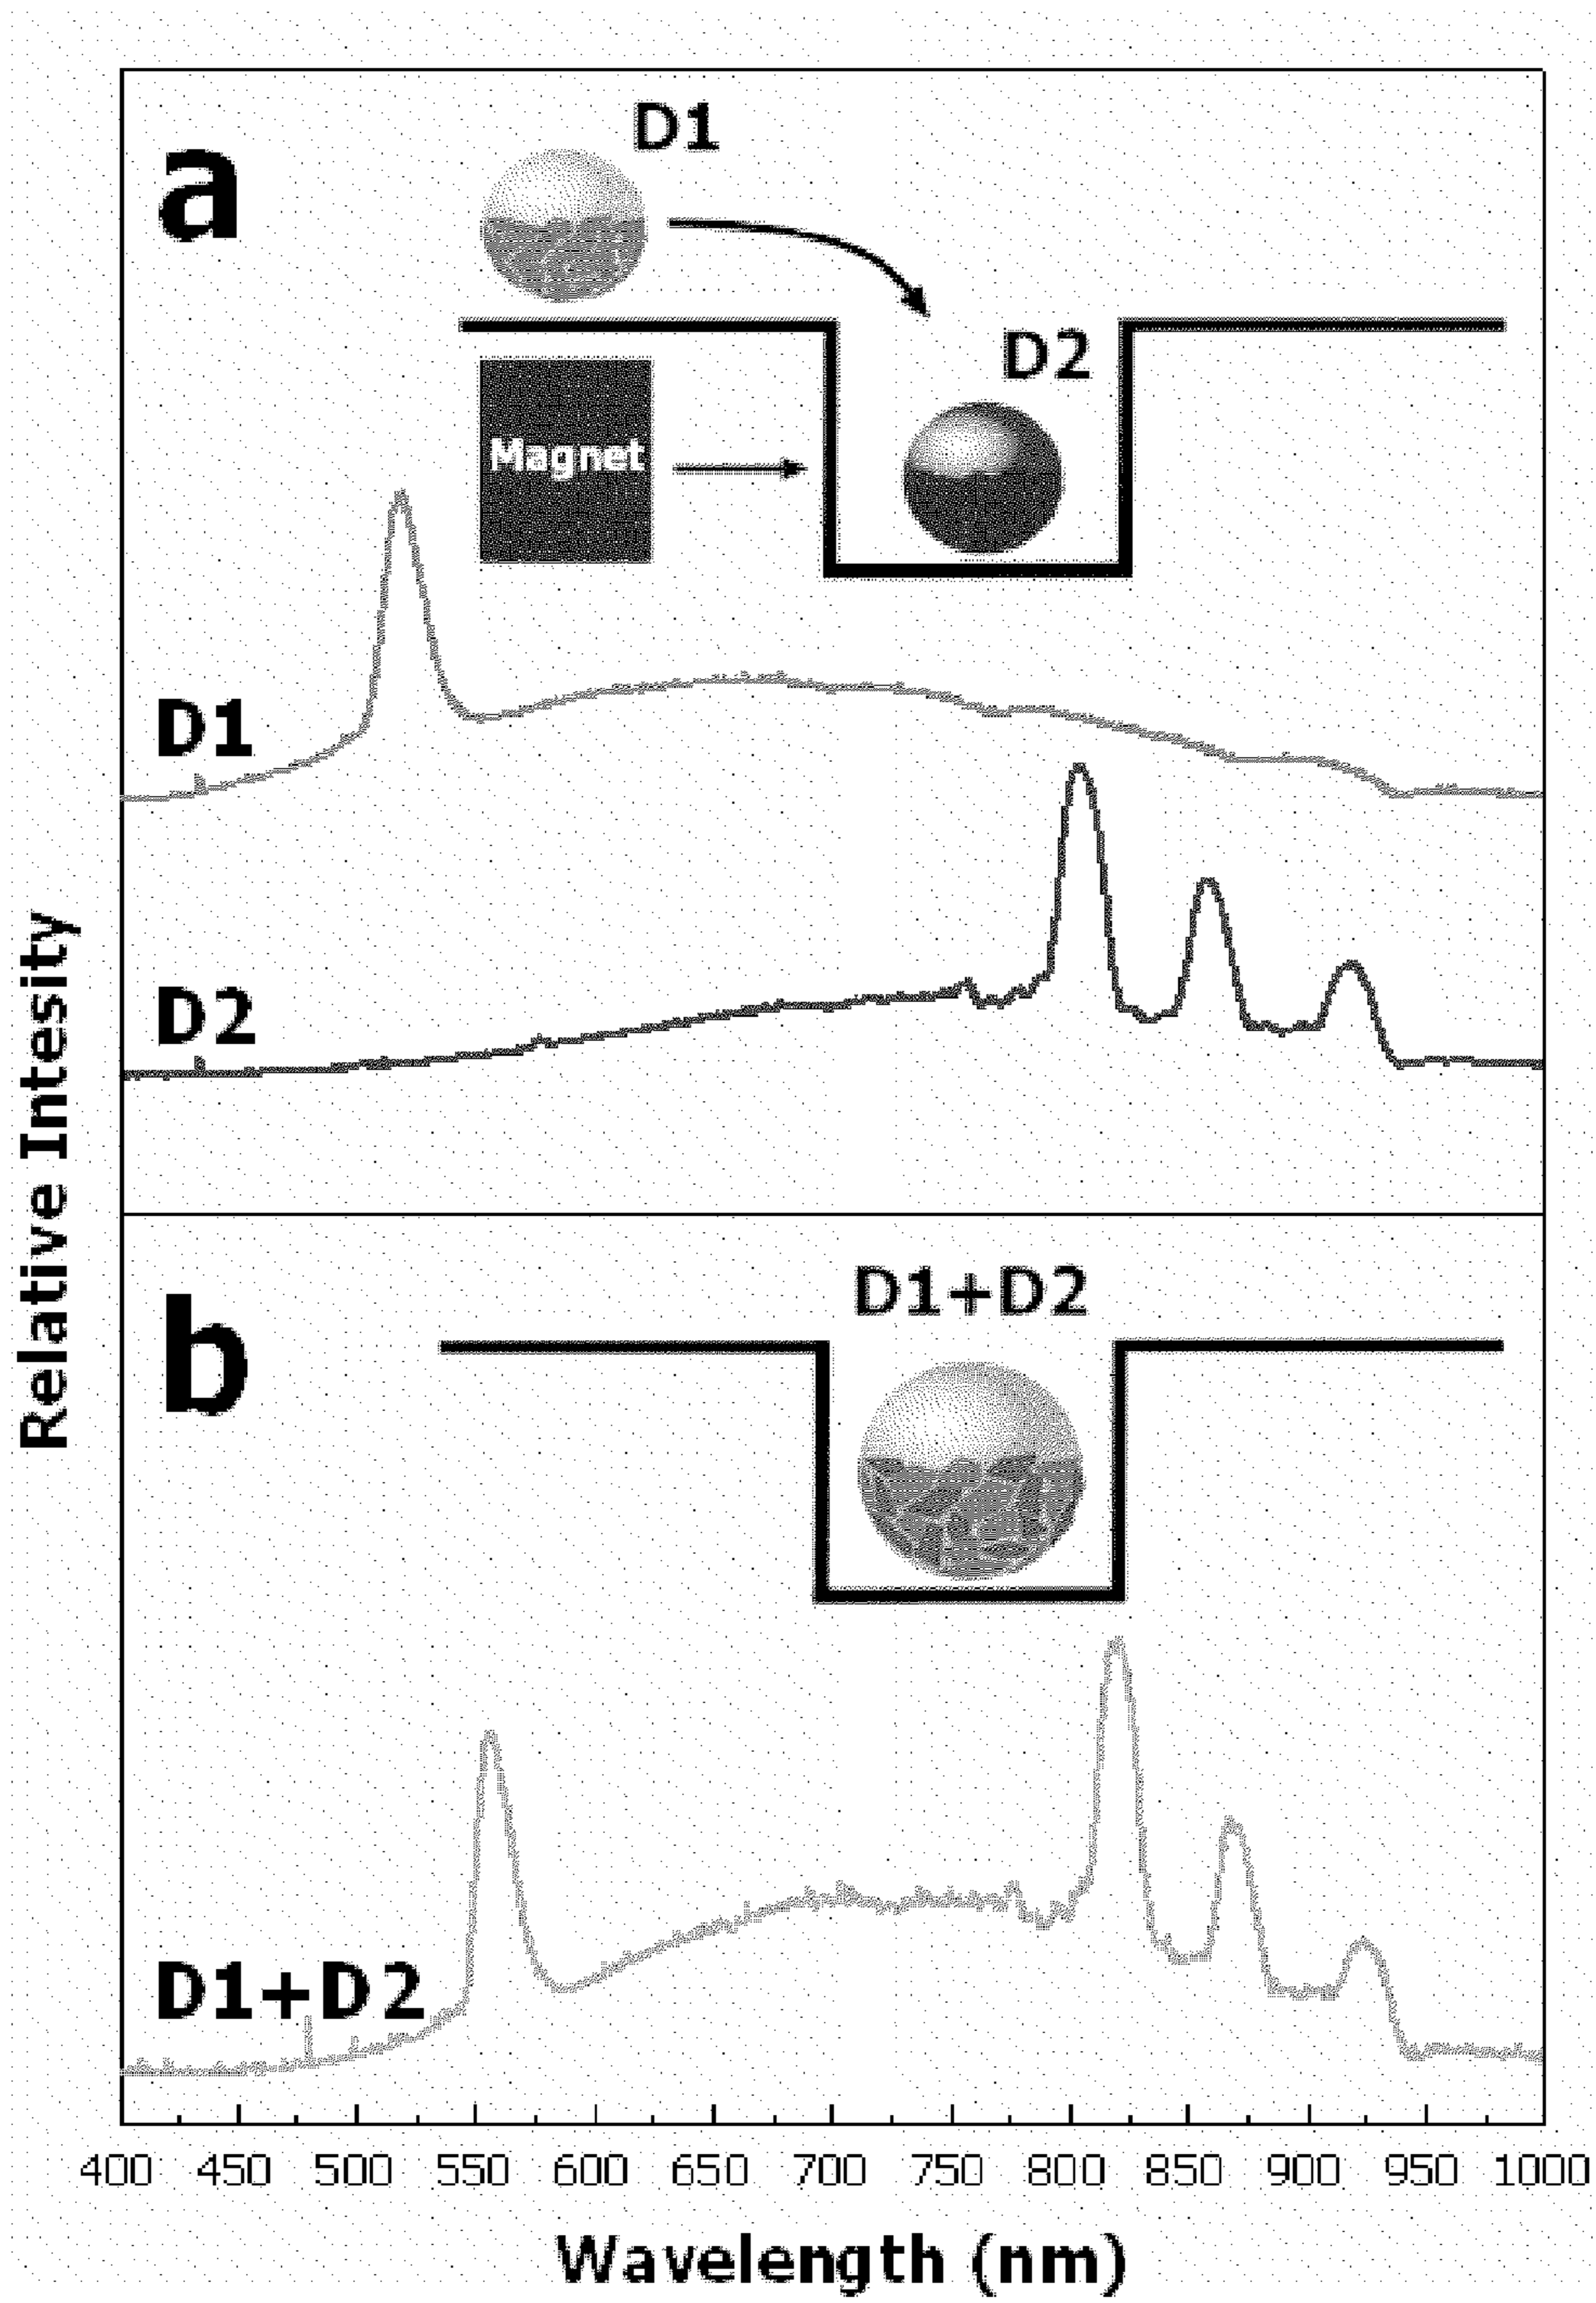 a
D1
D2
Magnet
D1
D2
Relative Intesity
b
D1+D2
D1+D2
400 450 500 550 600 650 700 750 800 850 900 950 1000
Wavelength (nm)